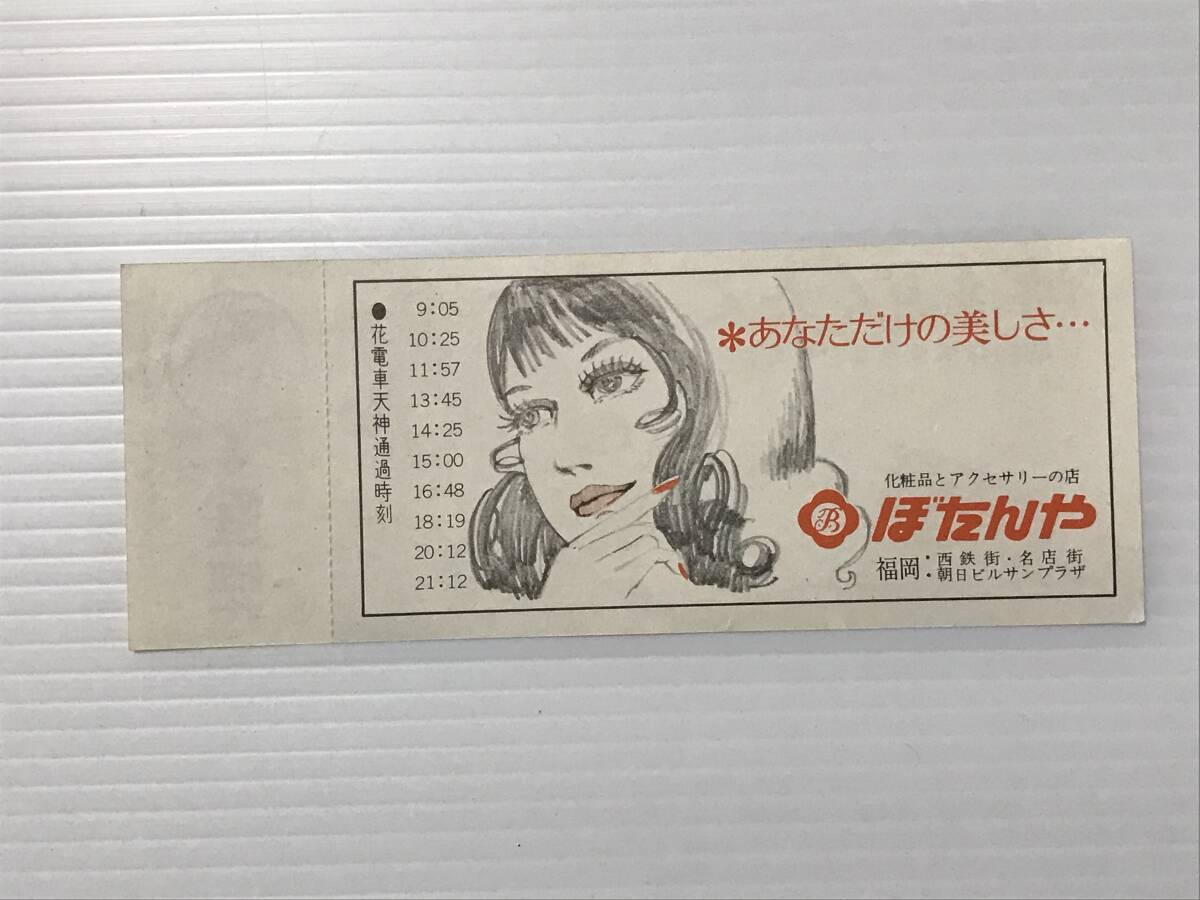 ●花電車天神通過時刻
9:05
10:25
11:57
13:45
14:25
15:00
16:48
18:19
20:12
21:12
*あなただけの美しさ…
化粧品とアクセサリーの店
B ぼたんや
福岡・西鉄街・名店街
・朝日ビルサンプラザ